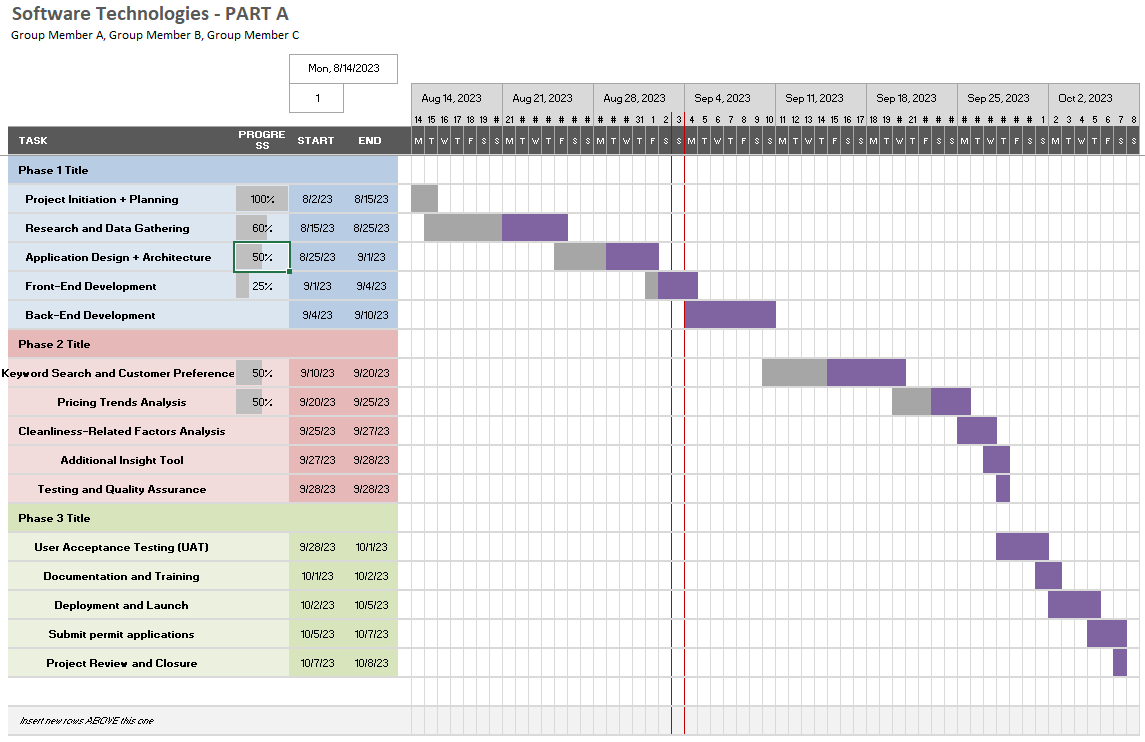 Software Technologies - PART A
Group Member A, Group Member B, Group Member C
Mon, 8/14/2023
1
Aug 14, 2023 Aug 21, 2023 Aug 28, 2023 Sep 4, 2023 Sep 11, 2023 Sep 18, 2023 Sep 25, 2023 Oct 2, 2023
14 15 16 17 18 19 # 21 # # # # # # # # # 31 1 2 3 4 5 6 7 8 9 10 11 12 13 14 15 16 17 18 19 # 21 # # # # # # # # # 1 2 3 4 5 6 7 8
TASK PROGRE SS START END M T W T F S S M T W T F S S M T W T F S S M T W T F S S M T W T F S S M T W T F S S M T W T F S S M T W T F S S
Phase 1 Title
Project Initiation + Planning 100% 8/2/23 8/15/23
Research and Data Gathering 60% 8/15/23 8/25/23
Application Design + Architecture 50% 8/25/23 9/1/23
Front-End Development 25% 9/1/23 9/4/23
Back-End Development 9/4/23 9/10/23
Phase 2 Title
Keyword Search and Customer Preference 50% 9/10/23 9/20/23
Pricing Trends Analysis 50% 9/20/23 9/25/23
Cleanliness-Related Factors Analysis 9/25/23 9/27/23
Additional Insight Tool 9/27/23 9/28/23
Testing and Quality Assurance 9/28/23 9/28/23
Phase 3 Title
User Acceptance Testing (UAT) 9/28/23 10/1/23
Documentation and Training 10/1/23 10/2/23
Deployment and Launch 10/2/23 10/5/23
Submit permit applications 10/5/23 10/7/23
Project Review and Closure 10/7/23 10/8/23
Insert new rows ABOVE this one